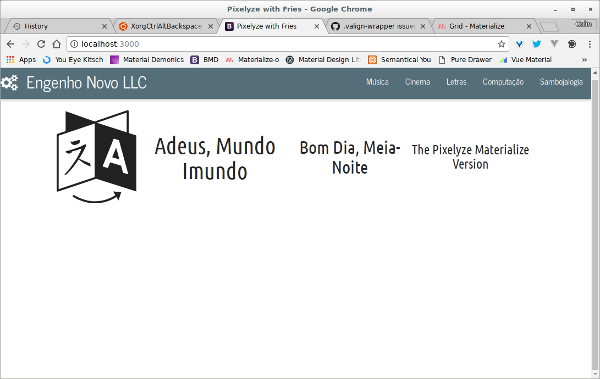 Pixelyze with Fries - Google Chrome
History
XorgCtrlAltBackspace
Pixelyze with Fries
.valign-wrapper issue
Grid - Materialize
localhost:3000
Apps
You Eye Kitsch
Material Demonics
BMD
Materialize-o
Material Design Lit
Semantical You
Pure Drawer
Vue Material
»
Engenho Novo LLC
Música
Cinema
Letras
Computação
Sambojalogia
A
Adeus, Mundo
Imundo
Bom Dia, Meia-
Noite
The Pixelyze Materialize
Version